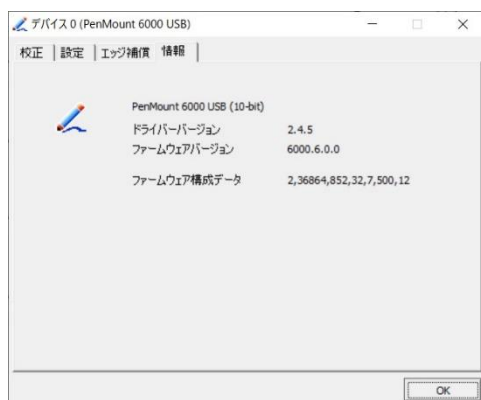 デバイス 0 (PenMount 6000 USB)
校正 設定 エッジ補償 情報
PenMount 6000 USB (10-bit)
ドライバーバージョン 2.4.5
ファームウェアバージョン 6000.6.0.0
ファームウェア構成データ 2,36864,852,32,7,500,12
OK